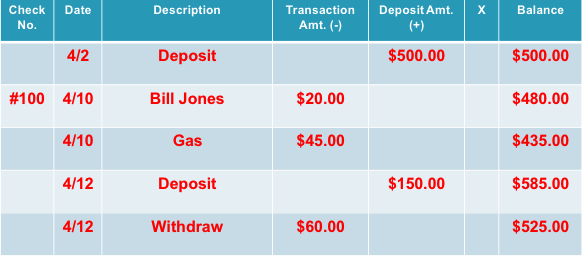 Check No. Date Description Transaction Amt. (-) Deposit Amt. (+) X Balance
4/2 Deposit $500.00 $500.00
#100 4/10 Bill Jones $20.00 $480.00
4/10 Gas $45.00 $435.00
4/12 Deposit $150.00 $585.00
4/12 Withdraw $60.00 $525.00